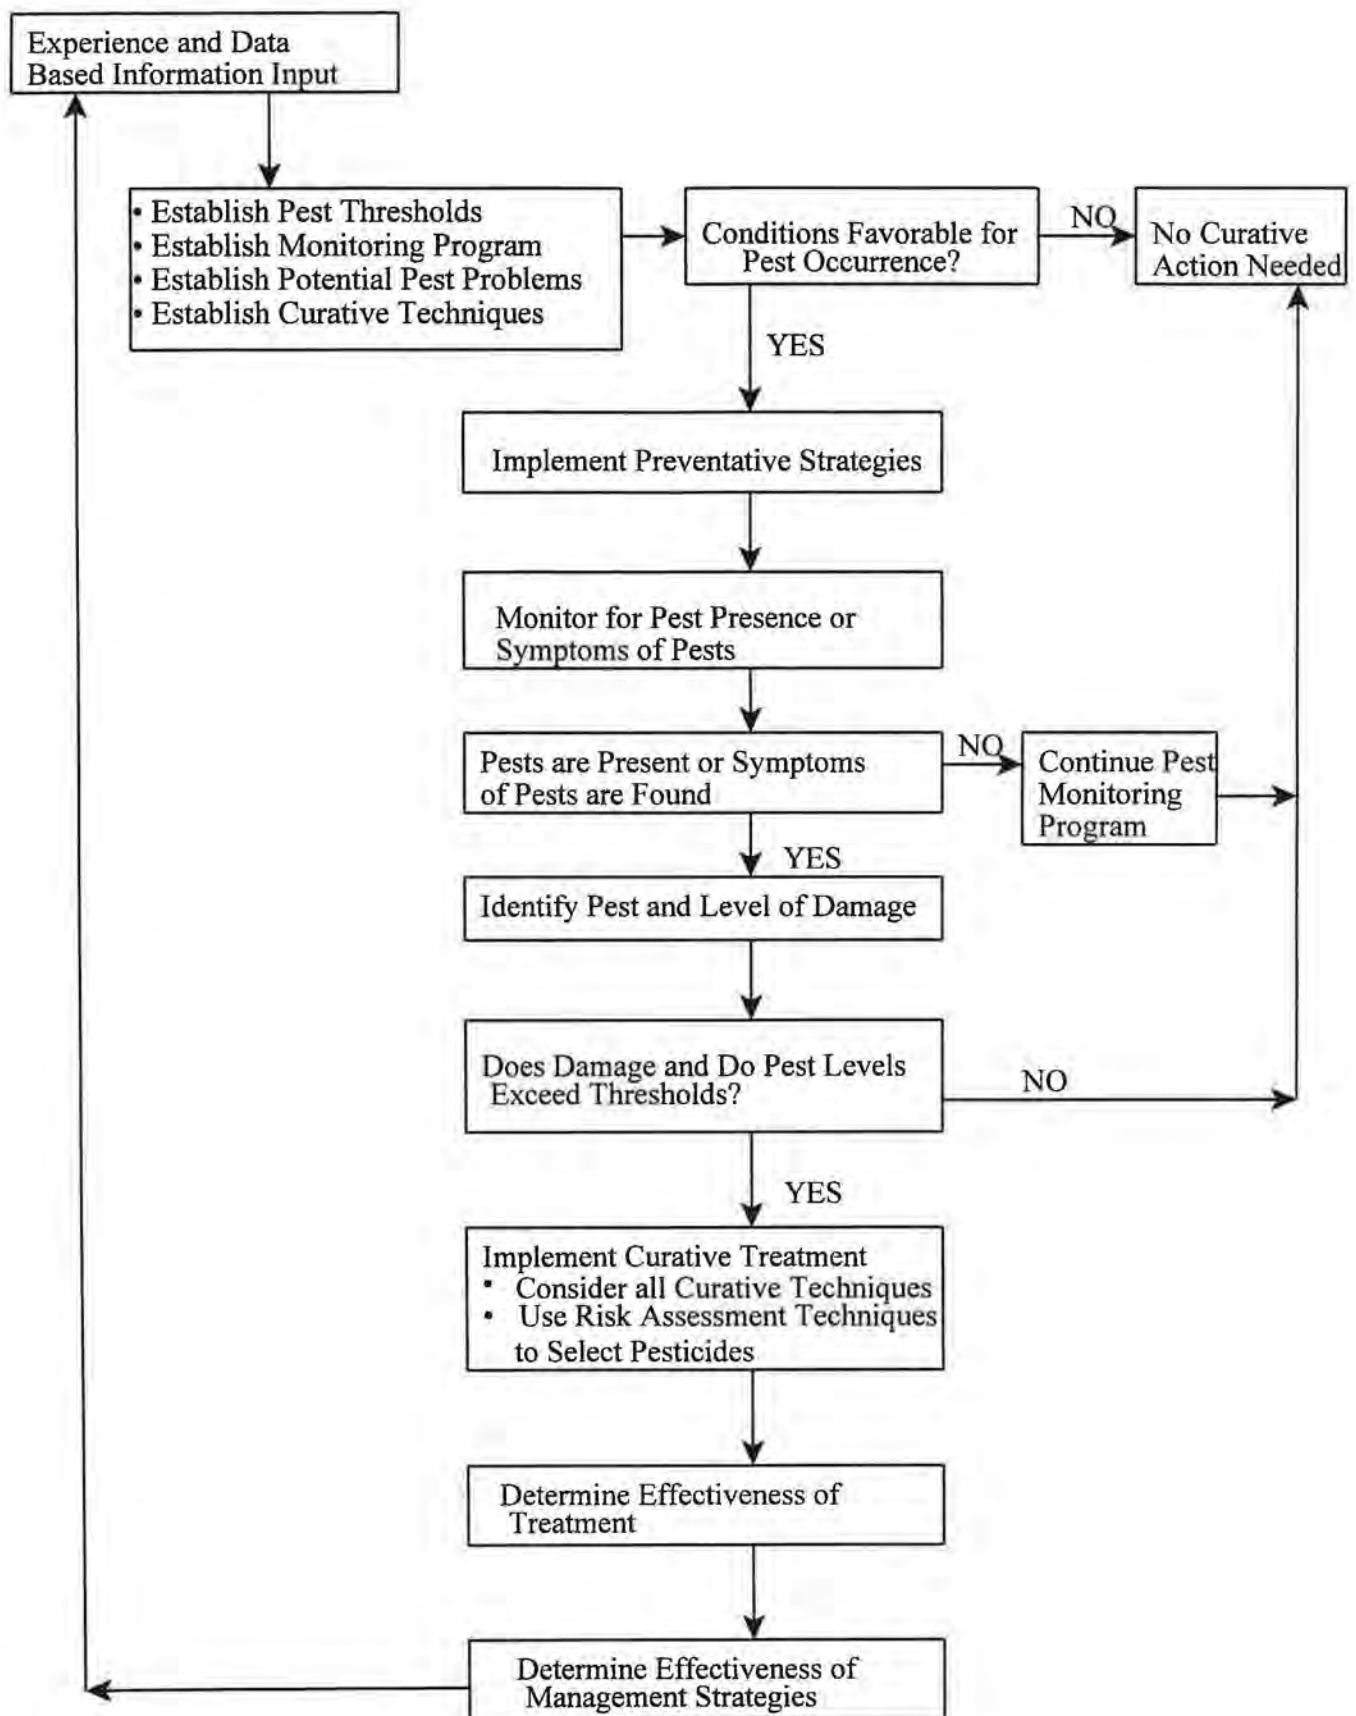 Experience and Data
Based Information Input
• Establish Pest Thresholds
• Establish Monitoring Program
• Establish Potential Pest Problems
• Establish Curative Techniques
Conditions Favorable for
Pest Occurrence?
NO
No Curative
Action Needed
YES
Implement Preventative Strategies
Monitor for Pest Presence or
Symptoms of Pests
Pests are Present or Symptoms
of Pests are Found
NO
Continue Pest
Monitoring
Program
YES
Identify Pest and Level of Damage
Does Damage and Do Pest Levels
Exceed Thresholds?
NO
YES
Implement Curative Treatment
• Consider all Curative Techniques
• Use Risk Assessment Techniques
to Select Pesticides
Determine Effectiveness of
Treatment
Determine Effectiveness of
Management Strategies